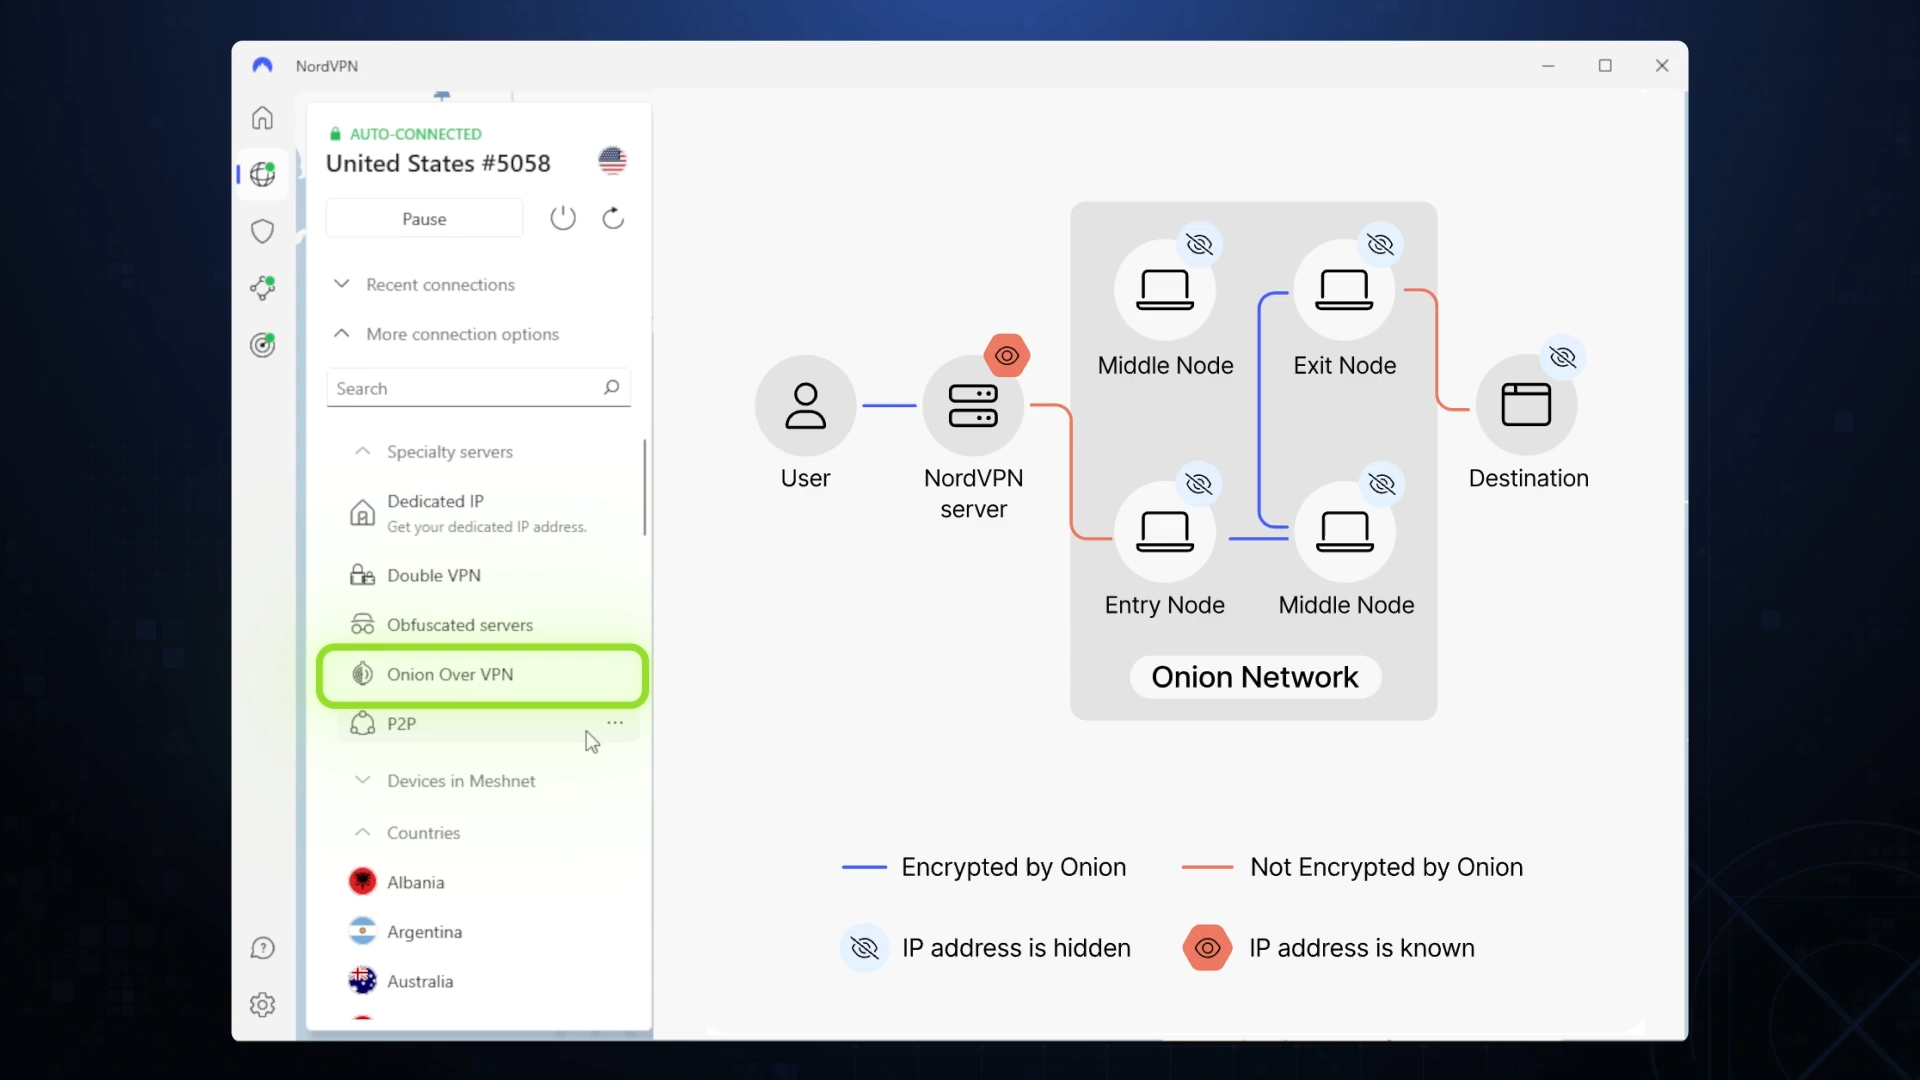 NordVPN
AUTO-CONNECTED
United States #5058
Pause
Recent connections
More connection options
Search
Specialty servers
Dedicated IP
Get your dedicated IP address.
Double VPN
Obfuscated servers
Onion Over VPN
P2P
Devices in Meshnet
Countries
Albania
Argentina
Australia
User
NordVPN
server
Middle Node
Exit Node
Entry Node
Middle Node
Onion Network
Destination
Encrypted by Onion
Not Encrypted by Onion
IP address is hidden
IP address is known